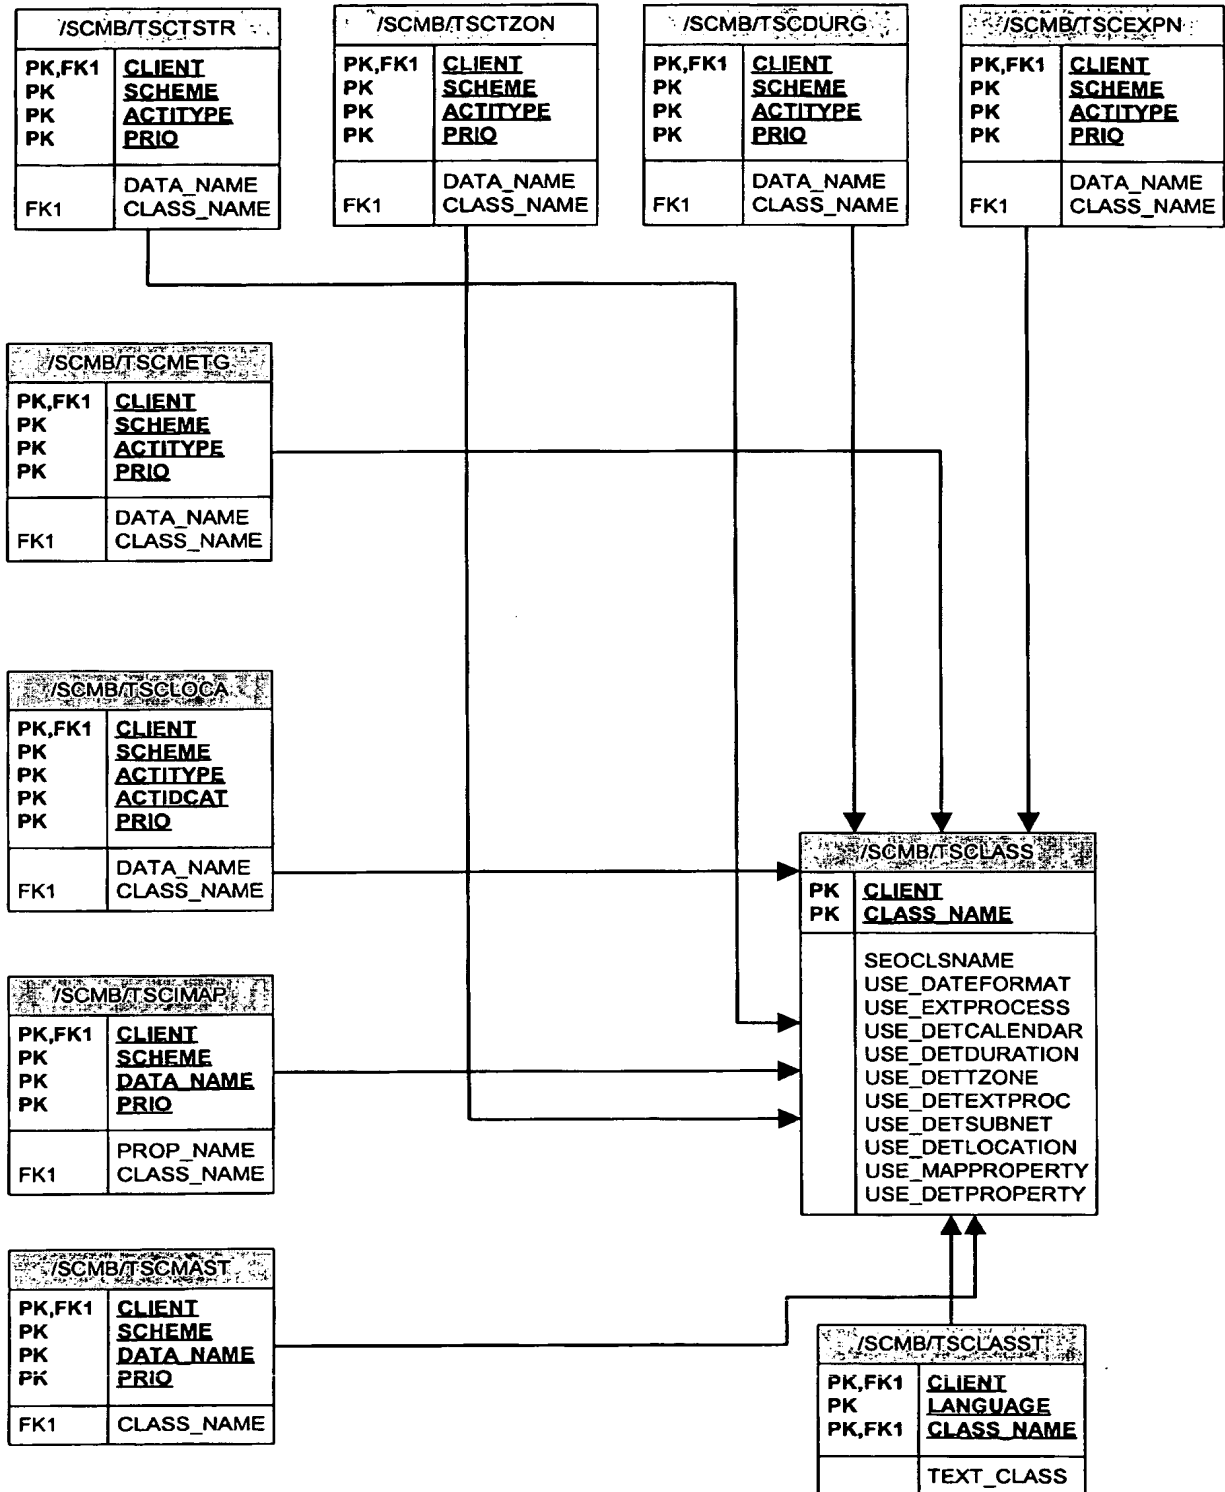 /SCMB/TSCTSTR
PK,FK1 CLIENT
PK SCHEME
PK ACTITYPE
PK PRIO
DATA_NAME
FK1 CLASS_NAME
/SCMB/TSCTZON
PK,FK1 CLIENT
PK SCHEME
PK ACTITYPE
PK PRIO
DATA_NAME
FK1 CLASS_NAME
/SCMB/TSCDURG
PK,FK1 CLIENT
PK SCHEME
PK ACTITYPE
PK PRIO
DATA_NAME
FK1 CLASS_NAME
/SCMB/TSCEXPN
PK,FK1 CLIENT
PK SCHEME
PK ACTITYPE
PK PRIO
DATA_NAME
FK1 CLASS_NAME
/SCMB/TSCMETG
PK,FK1 CLIENT
PK SCHEME
PK ACTITYPE
PK PRIO
DATA_NAME
FK1 CLASS_NAME
/SCMB/TSCLOCA
PK,FK1 CLIENT
PK SCHEME
PK ACTITYPE
PK ACTIDCAT
PK PRIO
DATA_NAME
FK1 CLASS_NAME
/SCMB/TSCLASS
PK CLIENT
PK CLASS_NAME
SEOCLSNAME
USE_DATEFORMAT
USE_EXTPROCESS
USE_DETCALENDAR
USE_DETDURATION
USE_DETTZONE
USE_DETEXTPROC
USE_DETSUBNET
USE_DETLOCATION
USE_MAPPROPERTY
USE_DETPROPERTY
/SCMB/TSCIMAP
PK,FK1 CLIENT
PK SCHEME
PK DATA_NAME
PK PRIO
PROP_NAME
FK1 CLASS_NAME
/SCMB/TSCMAST
PK,FK1 CLIENT
PK SCHEME
PK DATA_NAME
PK PRIO
FK1 CLASS_NAME
/SCMB/TSCLASST
PK,FK1 CLIENT
PK LANGUAGE
PK,FK1 CLASS_NAME
TEXT_CLASS